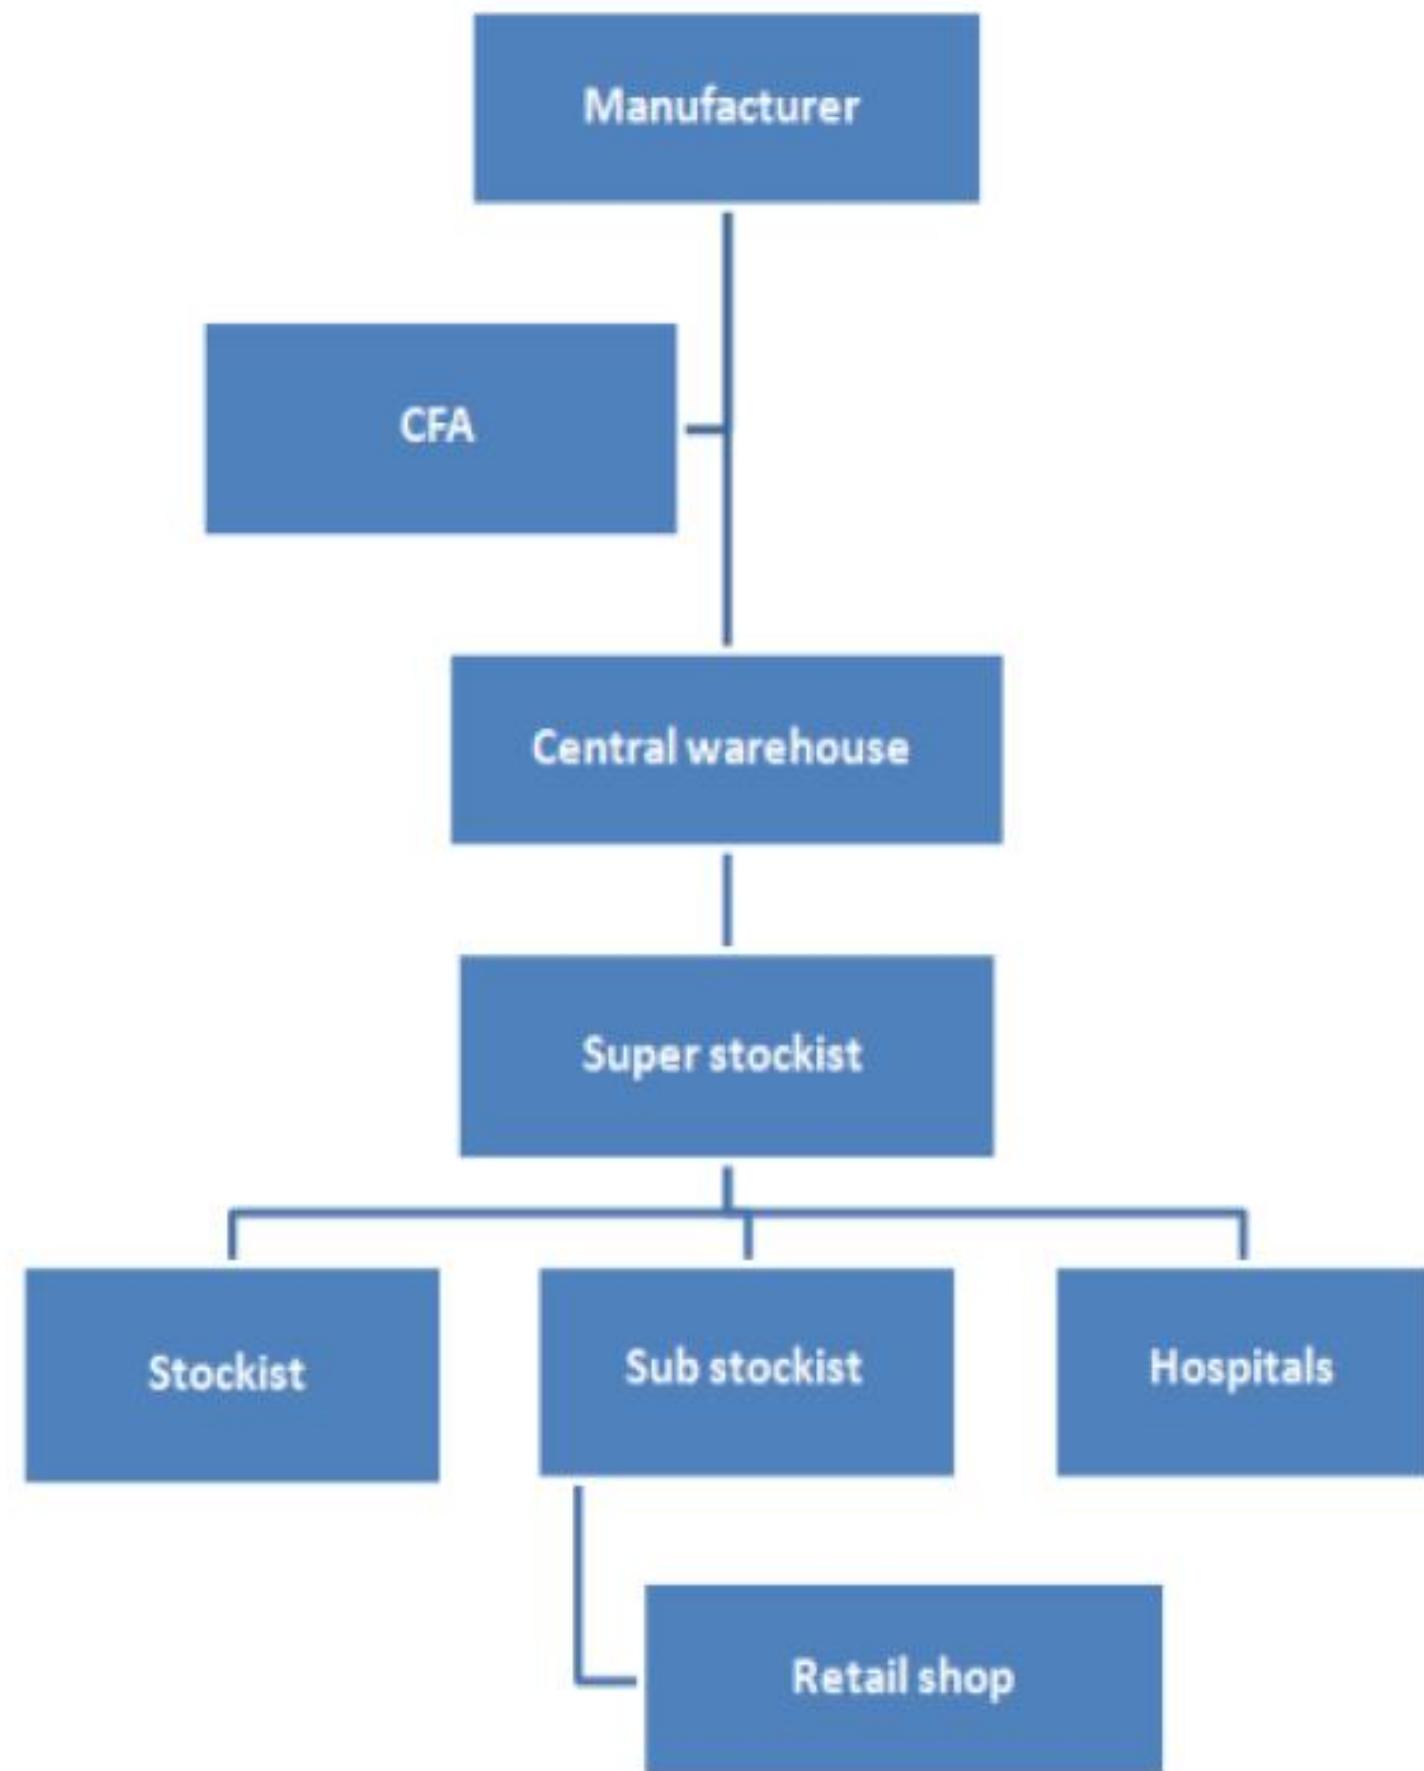 Manufacturer
CFA
Central warehouse
Super stockist
Stockist
Sub stockist
Hospitals
Retail shop